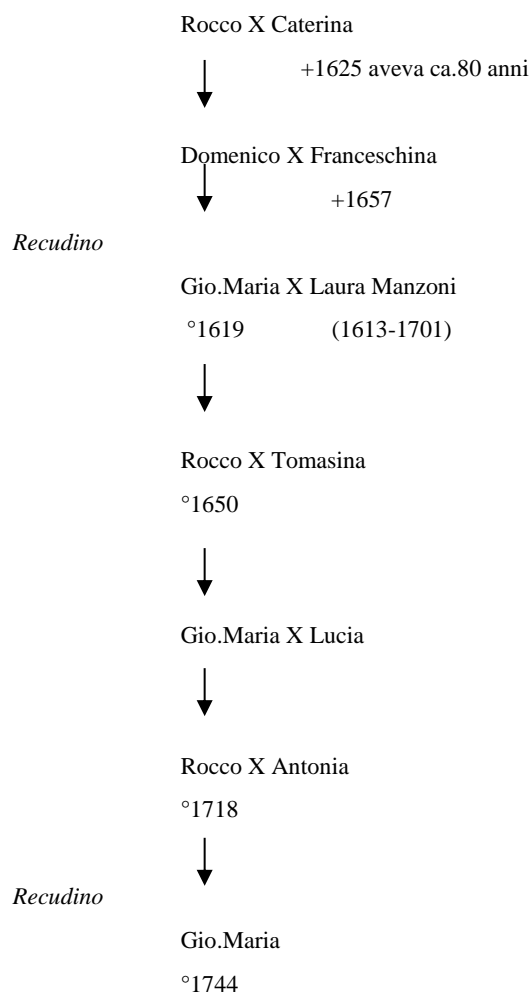 Rocco X Caterina
+1625 aveva ca.80 anni
Domenico X Franceschina
+1657
Recudino
Gio.Maria X Laura Manzoni
°1619 (1613-1701)
Rocco X Tomasina
°1650
Gio.Maria X Lucia
Rocco X Antonia
°1718
Recudino
Gio.Maria
°1744